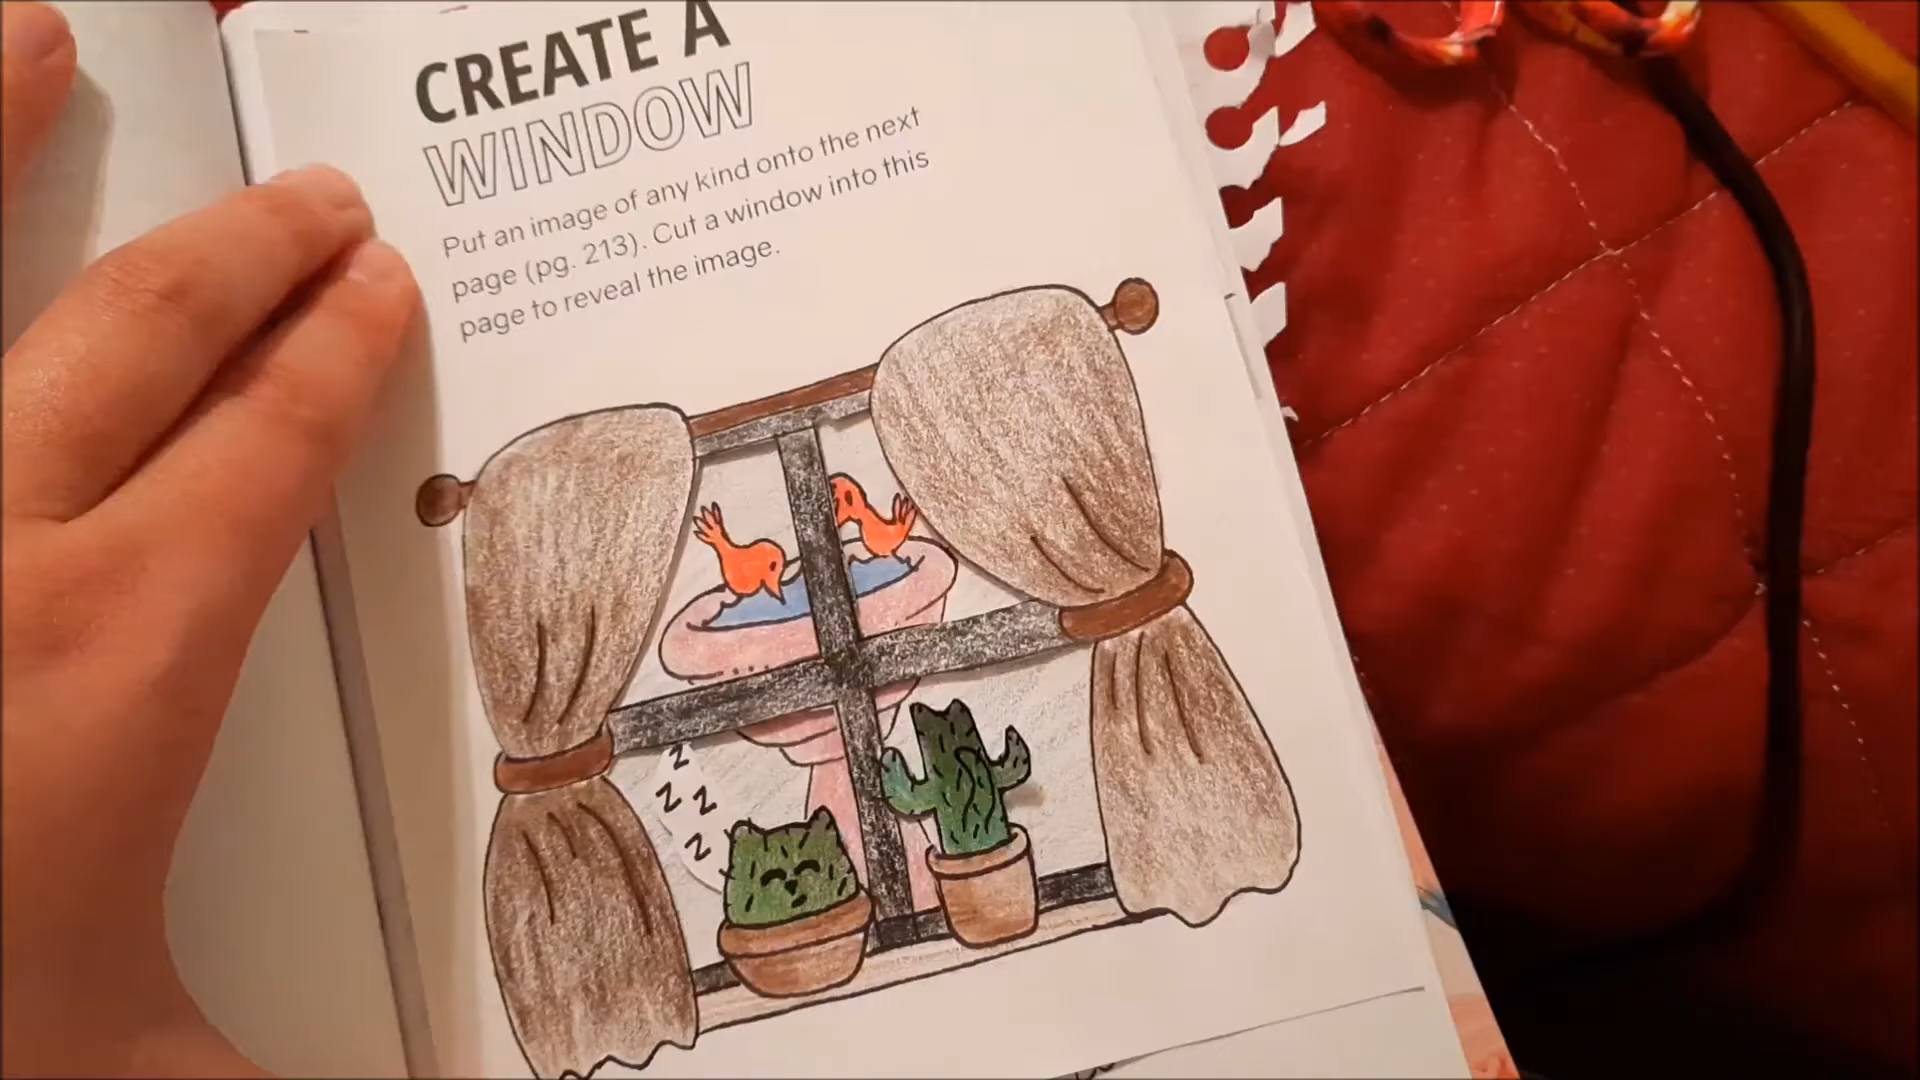 CREATE A
WINDOW
Put an image of any kind onto the next
page (pg. 213). Cut a window into this
page to reveal the image.
z
z z
z